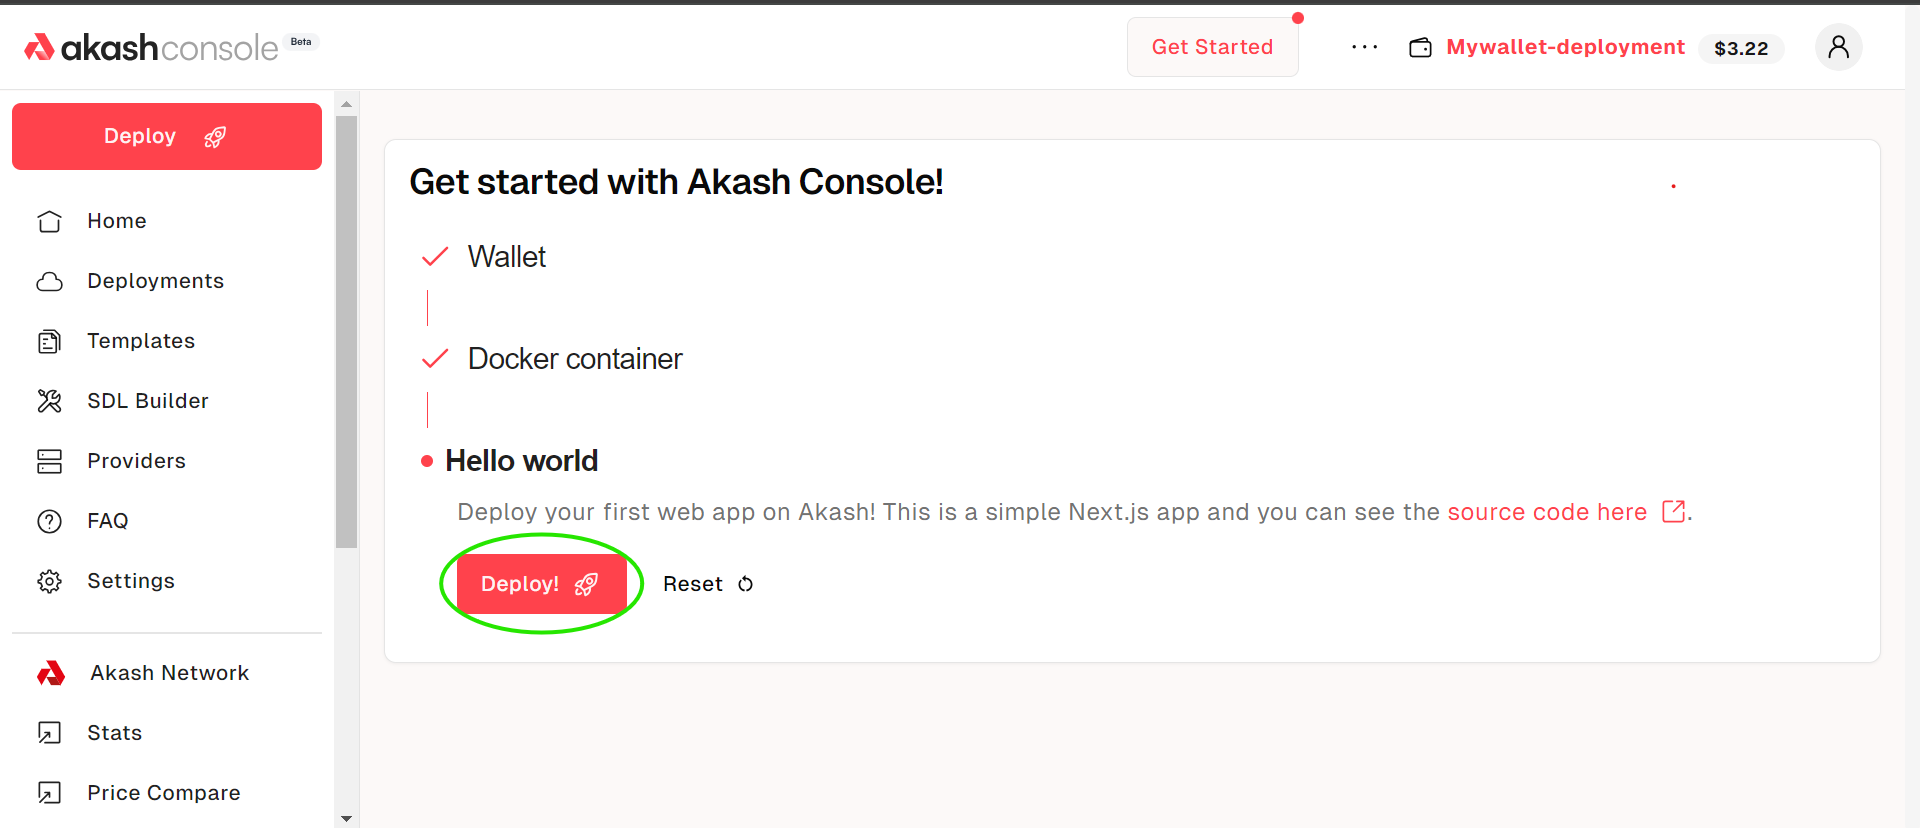 akashconsole Beta
Get Started
Mywallet-deployment $3.22
Deploy
Home
Deployments
Templates
SDL Builder
Providers
FAQ
Settings
Akash Network
Stats
Price Compare
Get started with Akash Console!
Wallet
Docker container
Hello world
Deploy your first web app on Akash! This is a simple Next.js app and you can see the source code here .
Deploy! Reset